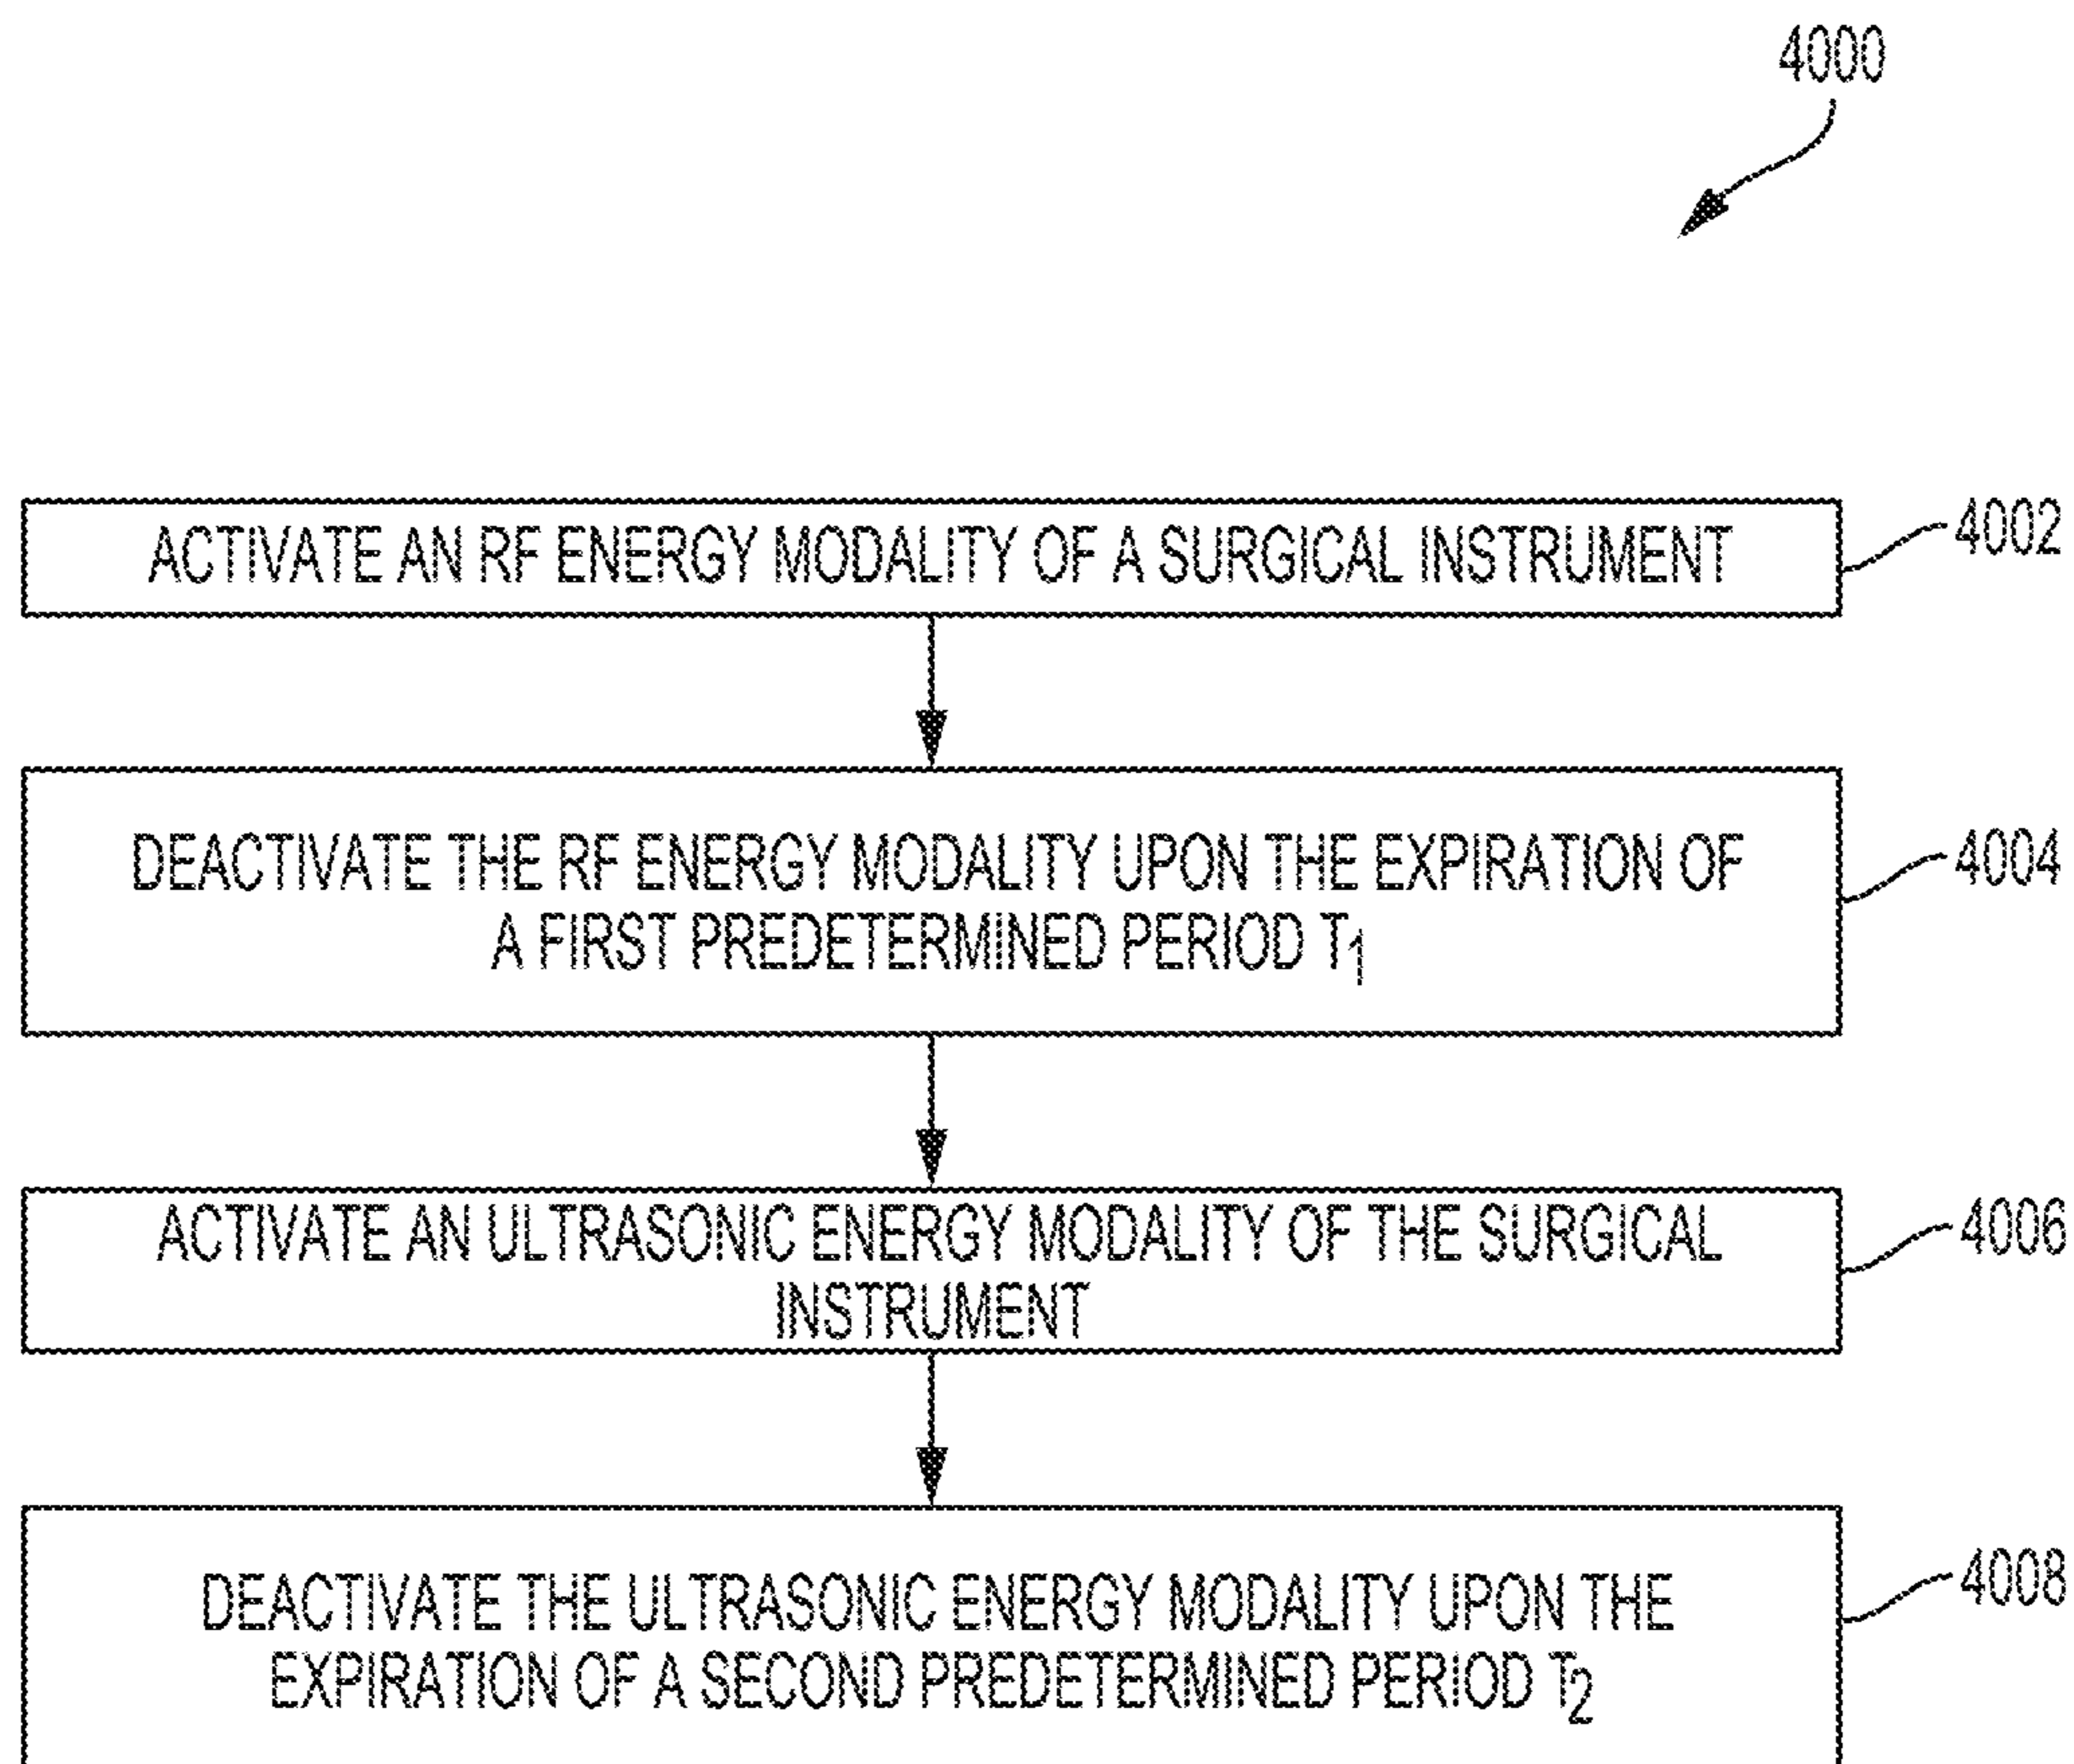 4000
ACTIVATE AN RF ENERGY MODALITY OF A SURGICAL INSTRUMENT
4002
DEACTIVATE THE RF ENERGY MODALITY UPON THE EXPIRATION OF
A FIRST PREDETERMINED PERIOD T1
4004
ACTIVATE AN ULTRASONIC ENERGY MODALITY OF THE SURGICAL
INSTRUMENT
4006
DEACTIVATE THE ULTRASONIC ENERGY MODALITY UPON THE
EXPIRATION OF A SECOND PREDETERMINED PERIOD T2
4008